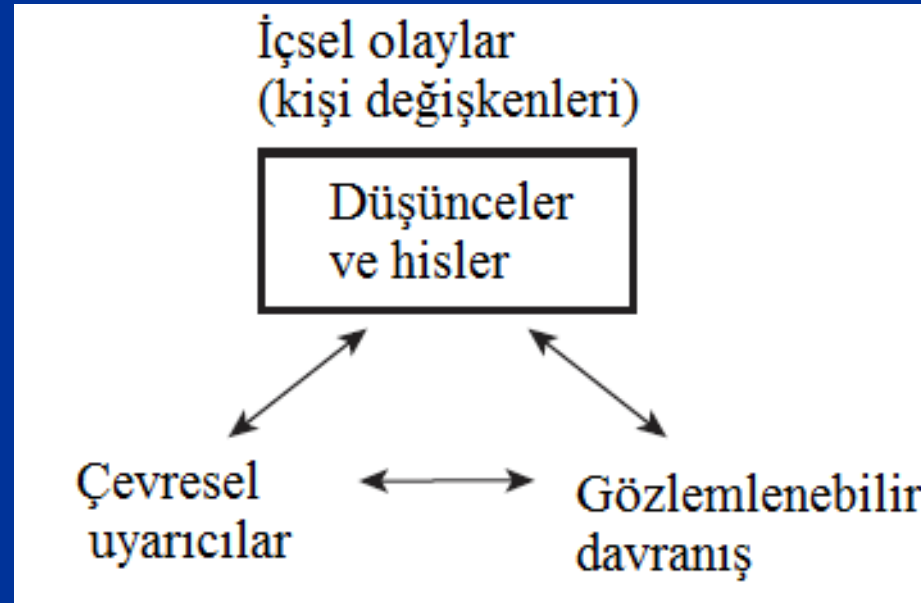 İçsel olaylar
(kişi değişkenleri)
Düşünceler
ve hisler
Çevresel
uyarıcılar
Gözlemlenebilir
davranış